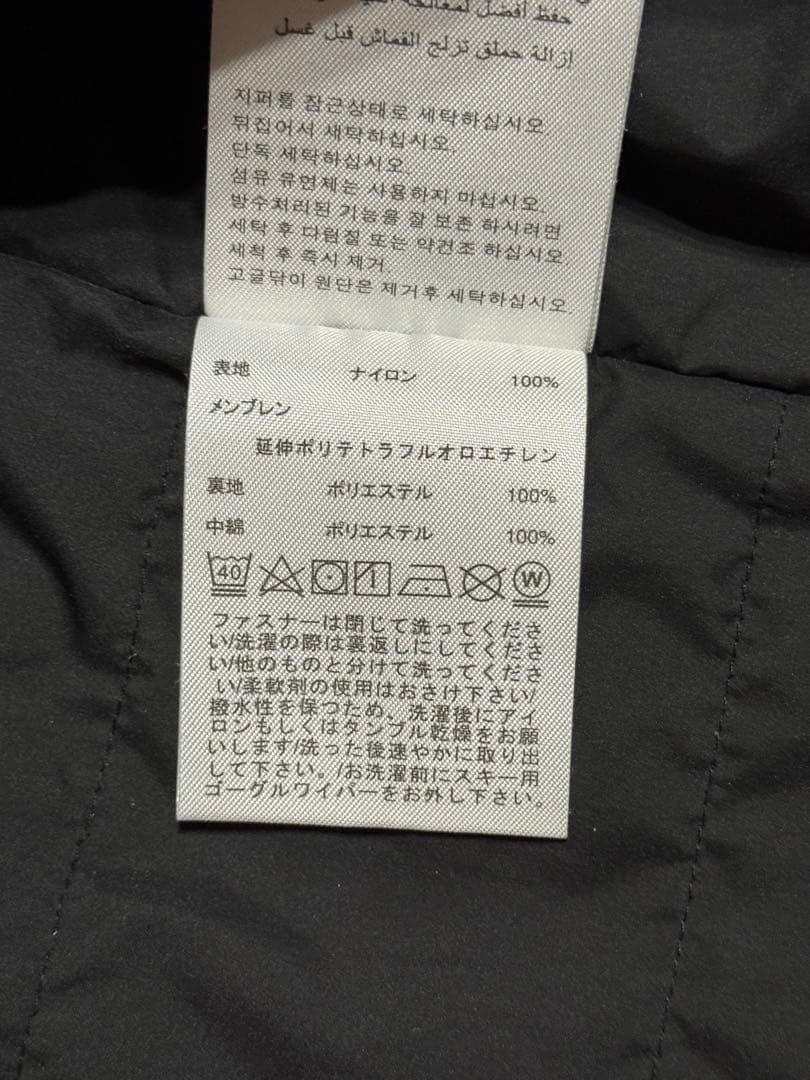 حفظ أفضل لمعالجة
إزالة حملق تزلج القماش قبل غسل
지퍼를 잠근상태로 세탁하십시오.
뒤집어서 세탁하십시오.
단독 세탁하십시오.
섬유 유연제는 사용하지 마십시오.
방수처리된 기능을 잘 보존 하시려면
세탁 후 다림질 또는 약건조 하십시오.
세척 후 즉시 제거
고글닦이 원단은 제거후 세탁하십시오.
表地 ナイロン 100%
メンブレン
延伸ポリテトラフルオロエチレン
裏地 ポリエステル 100%
中綿 ポリエステル 100%
40 W
ファスナーは閉じて洗ってくださ
い/洗濯の際は裏返しにしてくださ
い/他のものと分けて洗ってくださ
い/柔軟剤の使用はおさけ下さい/
撥水性を保つため、洗濯後にアイ
ロンもしくはタンブル乾燥をお願
いします/洗った後速やかに取り出
して下さい。/お洗濯前にスキー用
ゴーグルワイパーをお外し下さい。